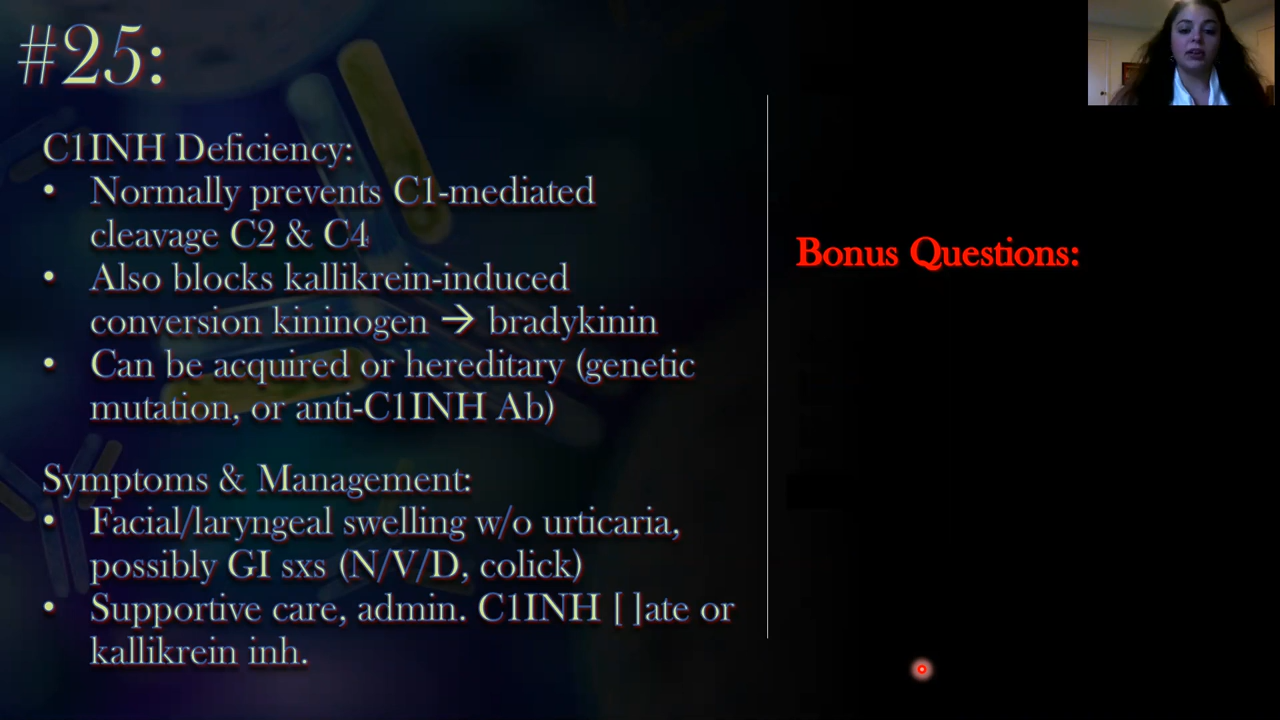 #25:
C1INH Deficiency:
• Normally prevents C1-mediated
cleavage C2 & C4
• Also blocks kallikrein-induced
conversion kininogen → bradykinin
• Can be acquired or hereditary (genetic
mutation, or anti-C1INH Ab)
Symptoms & Management:
• Facial/laryngeal swelling w/o urticaria,
possibly GI sxs (N/V/D, colick)
• Supportive care, admin. C1INH [ ]ate or
kallikrein inh.
Bonus Questions: